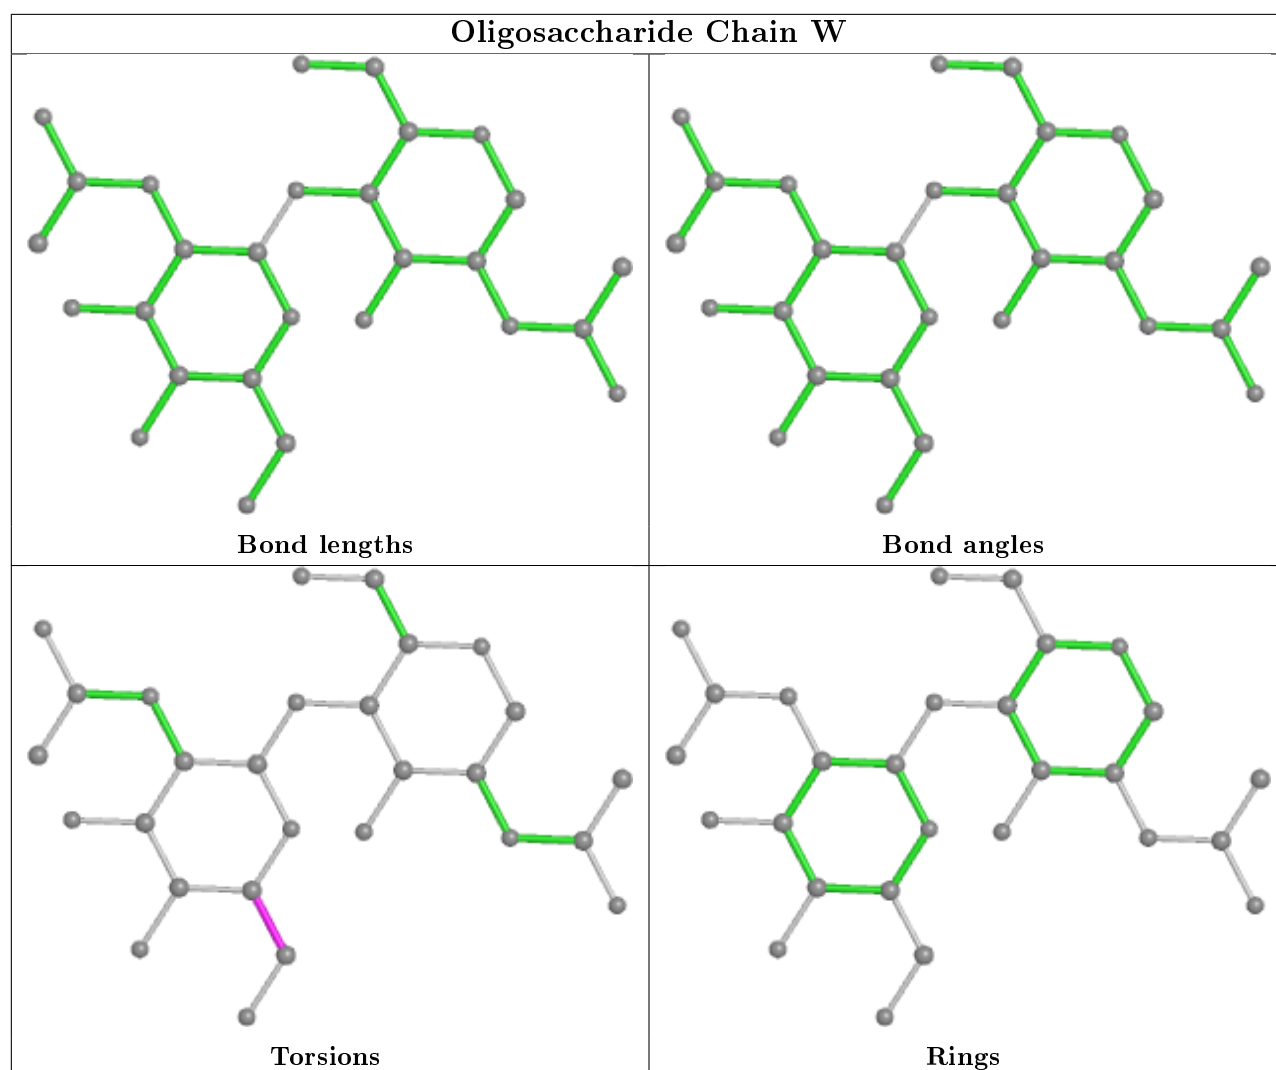 Oligosaccharide Chain W
Bond lengths
Bond angles
Torsions
Rings